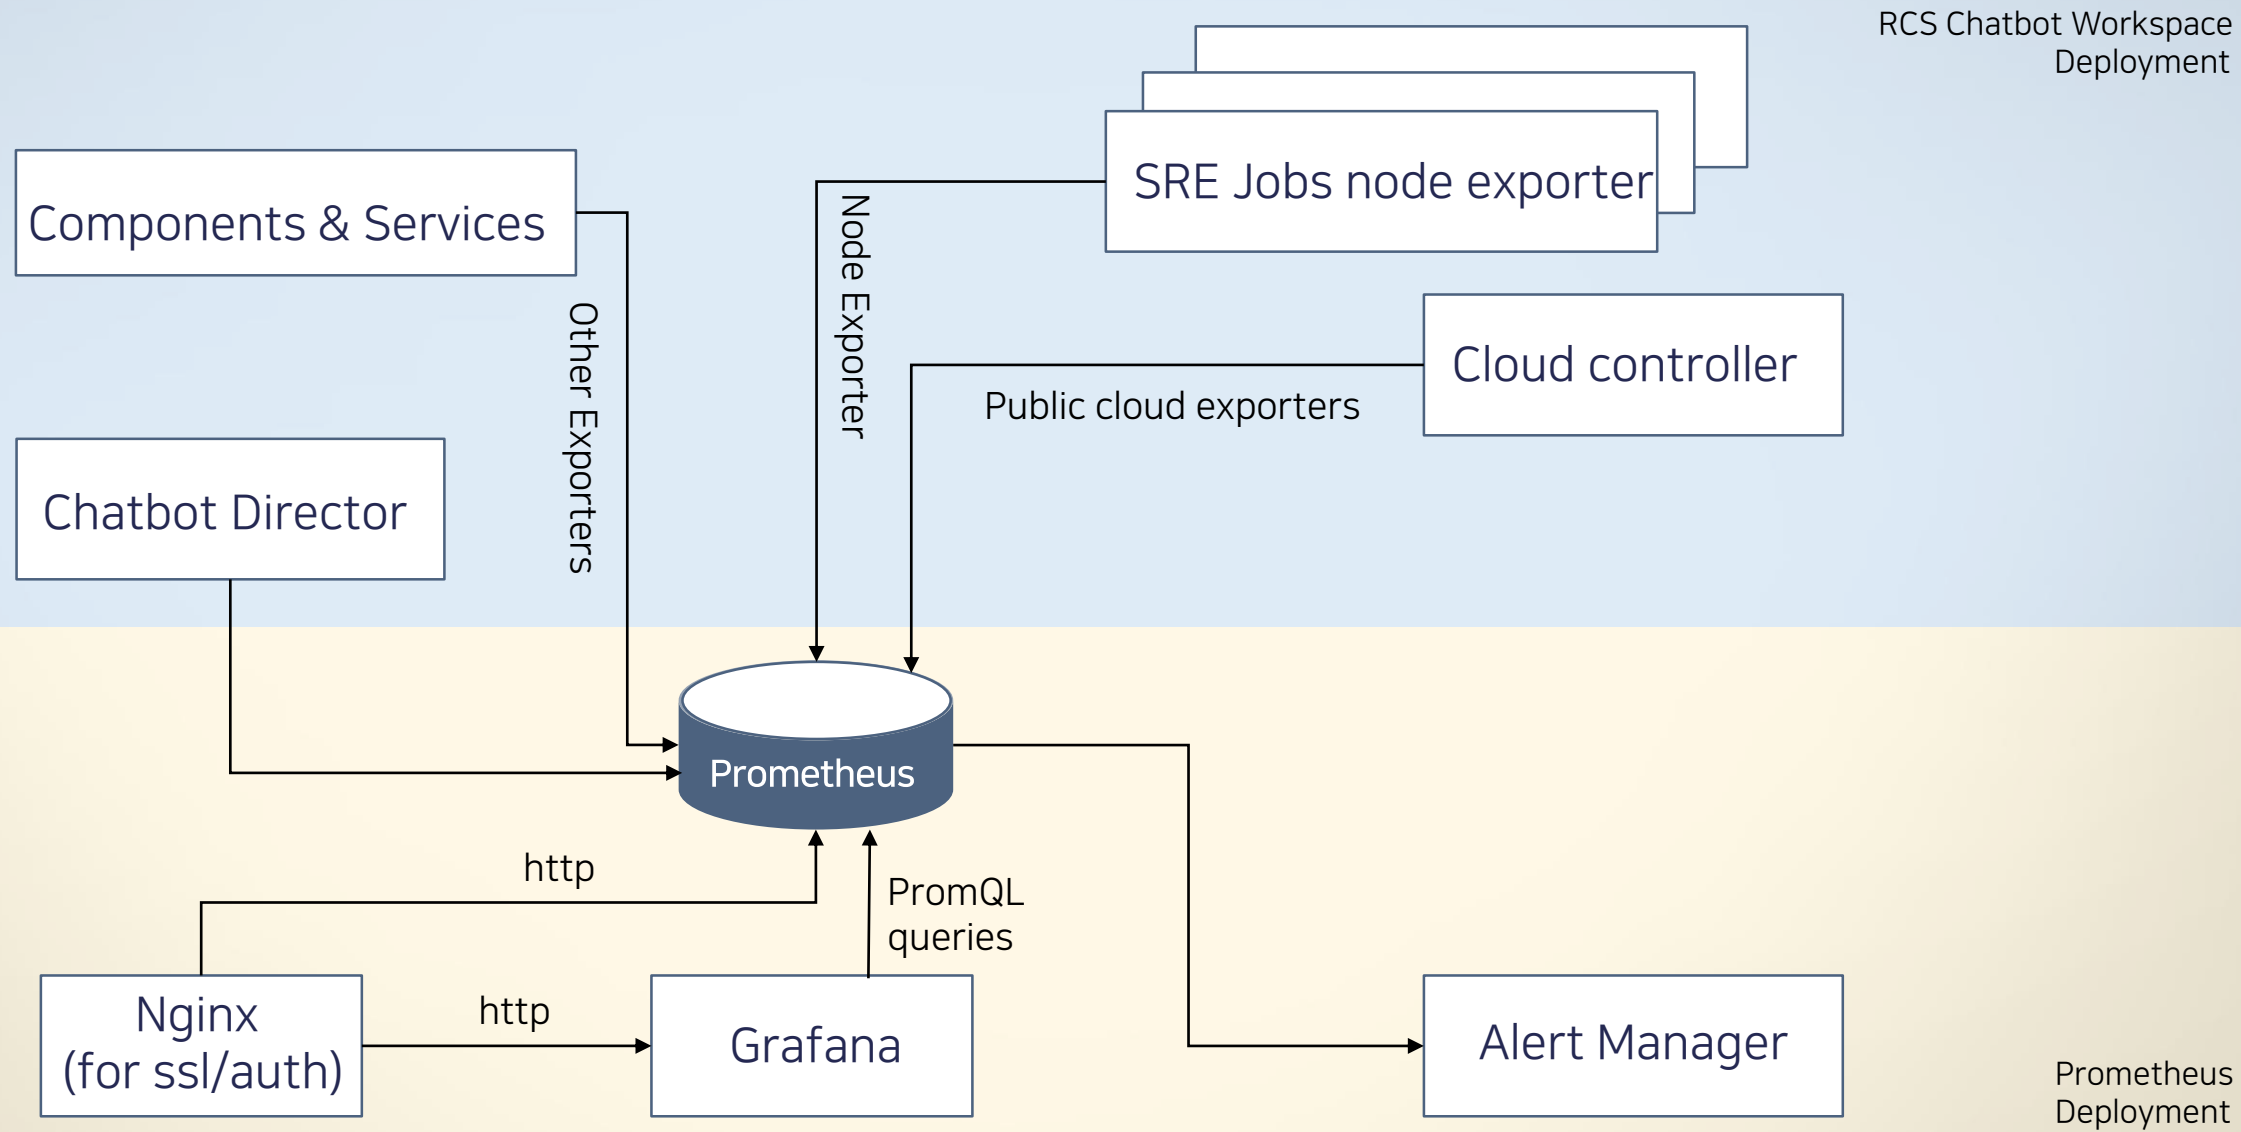 RCS Chatbot Workspace
Deployment
SRE Jobs node exporter
Components & Services
Node Exporter
Other Exporters
Cloud controller
Public cloud exporters
Chatbot Director
Prometheus
http
PromQL
queries
Nginx
(for ssl/auth)
http
Grafana
Alert Manager
Prometheus
Deployment